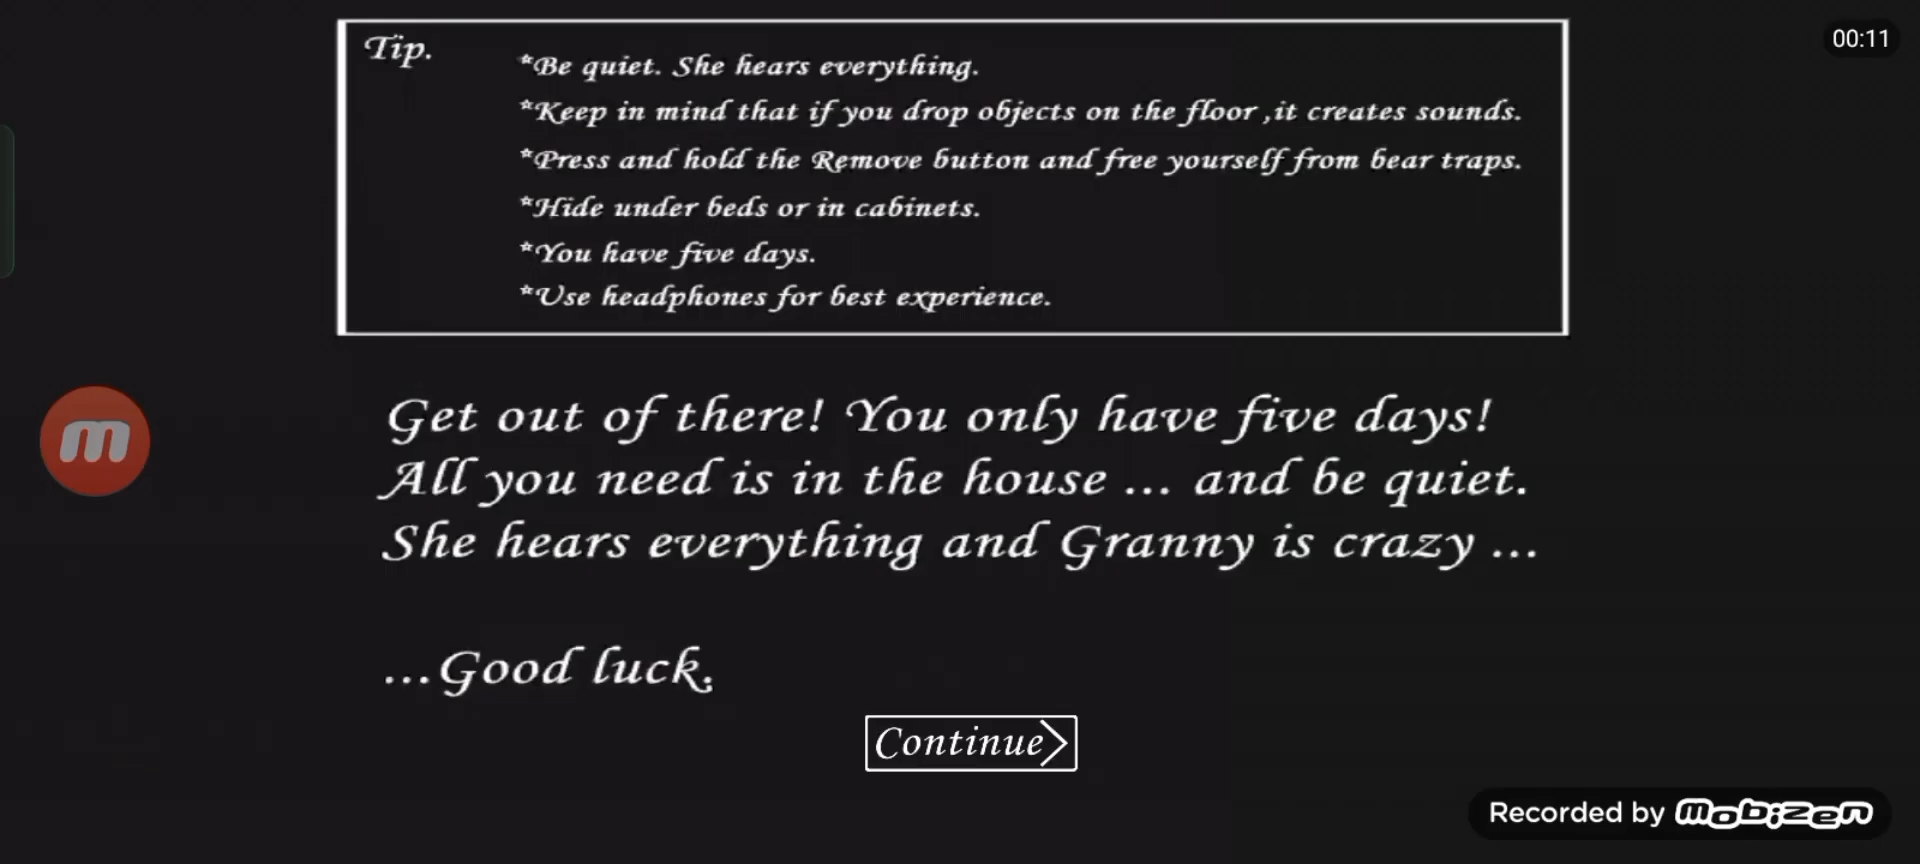 00:11
Tip.
*Be quiet. She hears everything.
*Keep in mind that if you drop objects on the floor ,it creates sounds.
*Press and hold the Remove button and free yourself from bear traps.
*Hide under beds or in cabinets.
*You have five days.
*Use headphones for best experience.
Get out of there! You only have five days!
All you need is in the house ... and be quiet.
She hears everything and Granny is crazy ...
...Good luck.
Continue>
Recorded by mobizen